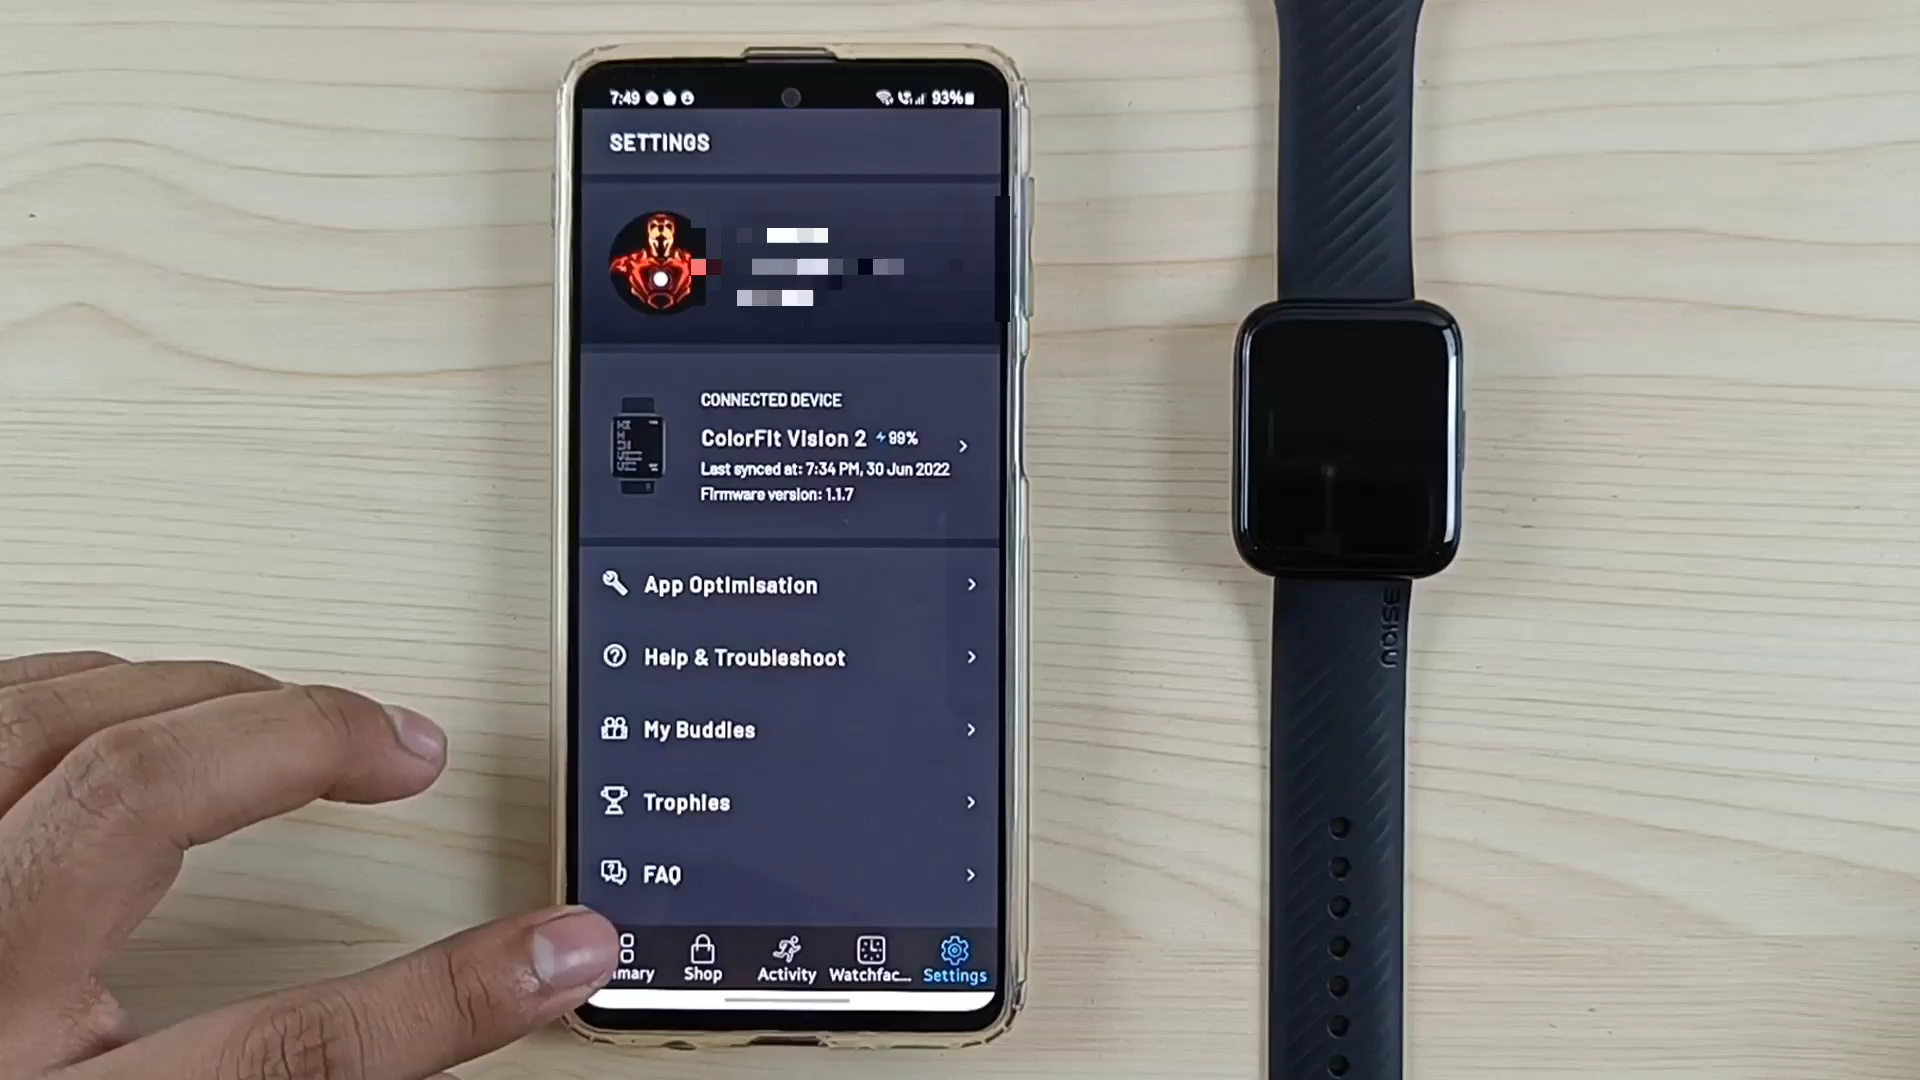 7:49
93%
SETTINGS
CONNECTED DEVICE
ColorFit Vision 2 99%
Last synced at: 7:34 PM, 30 Jun 2022
Firmware version: 1.1.7
App Optimisation
Help & Troubleshoot
My Buddies
Trophies
FAQ
Shop
Activity
Watchfac...
Settings
noise